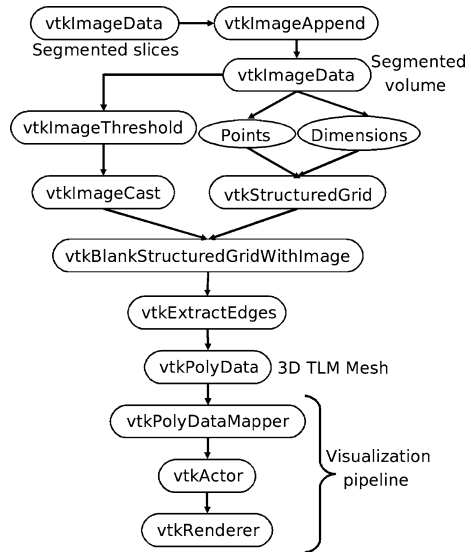 vtkImageData
vtkImageAppend
Segmented slices
vtkImageData
Segmented
volume
vtkImageThreshold
Points
Dimensions
vtkImageCast
vtkStructuredGrid
vtkBlankStructuredGridWithImage
vtkExtractEdges
vtkPolyData
3D TLM Mesh
vtkPolyDataMapper
vtkActor
Visualization
pipeline
vtkRenderer